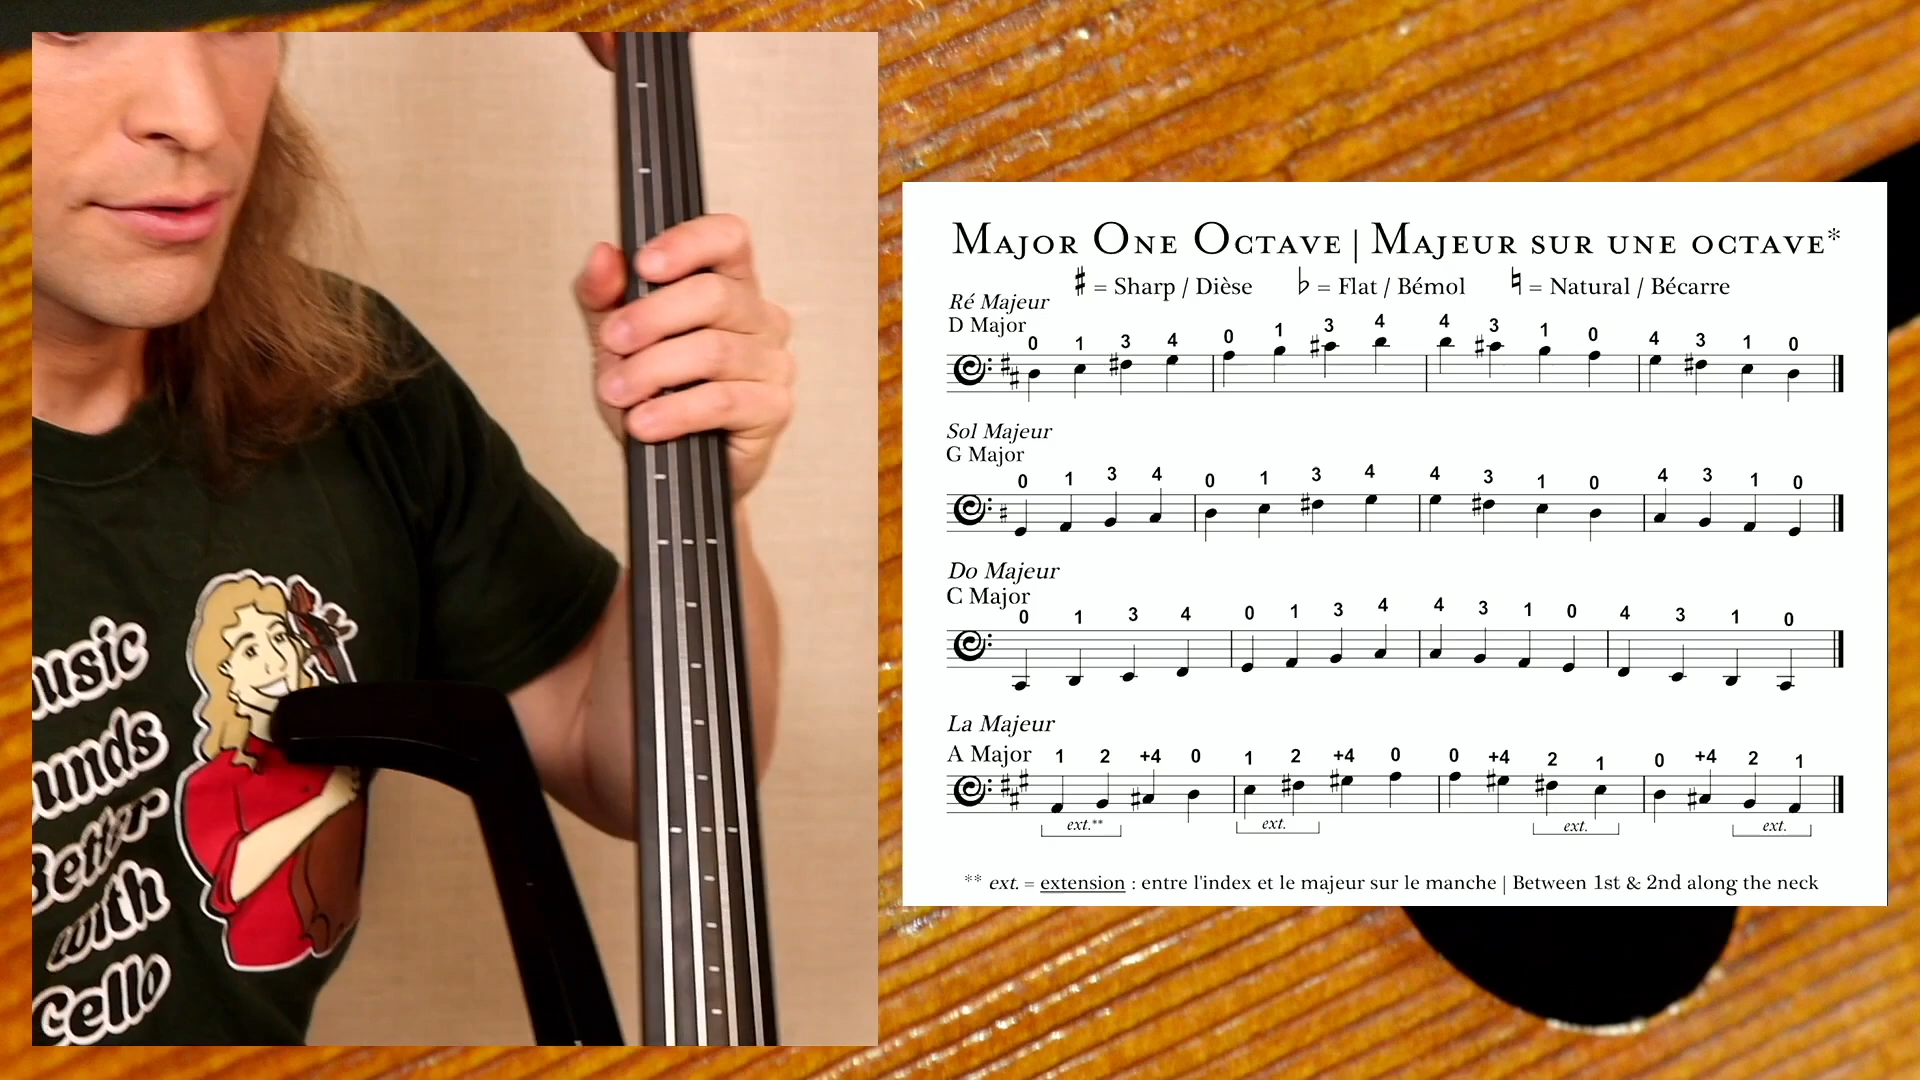 Major One Octave | Majeur sur une octave*
♯ = Sharp / Dièse ♭ = Flat / Bémol ♮ = Natural / Bécarre
Ré Majeur
D Major
0 1 3 4 0 1 3 4 4 3 1 0 4 3 1 0
Sol Majeur
G Major
0 1 3 4 0 1 3 4 4 3 1 0 4 3 1 0
Do Majeur
C Major
0 1 3 4 0 1 3 4 4 3 1 0 4 3 1 0
La Majeur
A Major
1 2 +4 0 1 2 +4 0 0 +4 2 1 0 +4 2 1
ext.** ext. ext. ext.
** ext. = extension : entre l'index et le majeur sur le manche | Between 1st & 2nd along the neck
Better
with
Cello